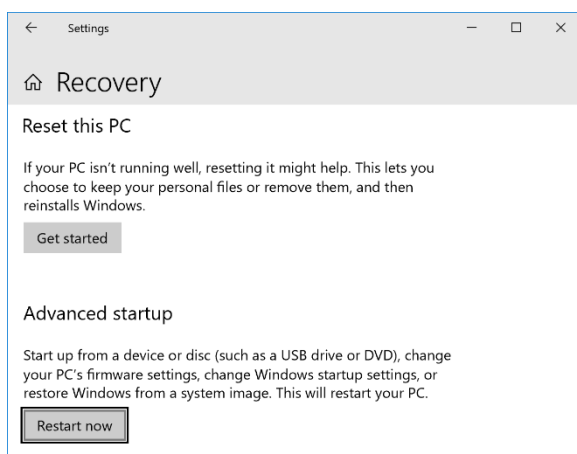 Settings
Recovery
Reset this PC
If your PC isn't running well, resetting it might help. This lets you
choose to keep your personal files or remove them, and then
reinstalls Windows.
Get started
Advanced startup
Start up from a device or disc (such as a USB drive or DVD), change
your PC's firmware settings, change Windows startup settings, or
restore Windows from a system image. This will restart your PC.
Restart now